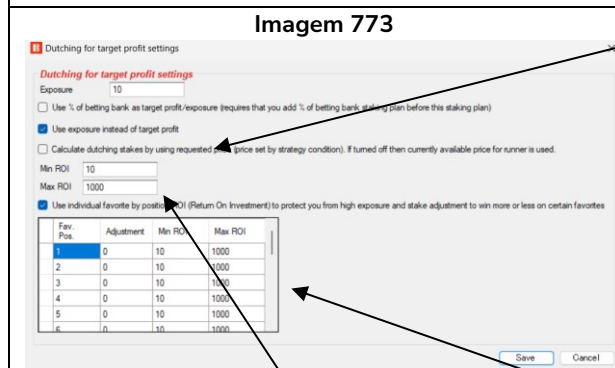 Imagem 773
Dutching for target profit settings
Dutching for target profit settings
Exposure 10
Use % of betting bank as target profit/exposure (requires that you add % of betting bank staking plan before this staking plan)
Use exposure instead of target profit
Calculate dutching stakes by using requested (price set by strategy condition). If turned off then currently available price for runner is used.
Min ROI 10
Max ROI 1000
Use individual favorite by position ROI (Return On Investment) to protect you from high exposure and stake adjustment to win more or less on certain favorites
Fav. Pos. Adjustment Min ROI Max ROI
1 0 10 1000
2 0 10 1000
3 0 10 1000
4 0 10 1000
5 0 10 1000
6 0 10 1000
Save Cancel